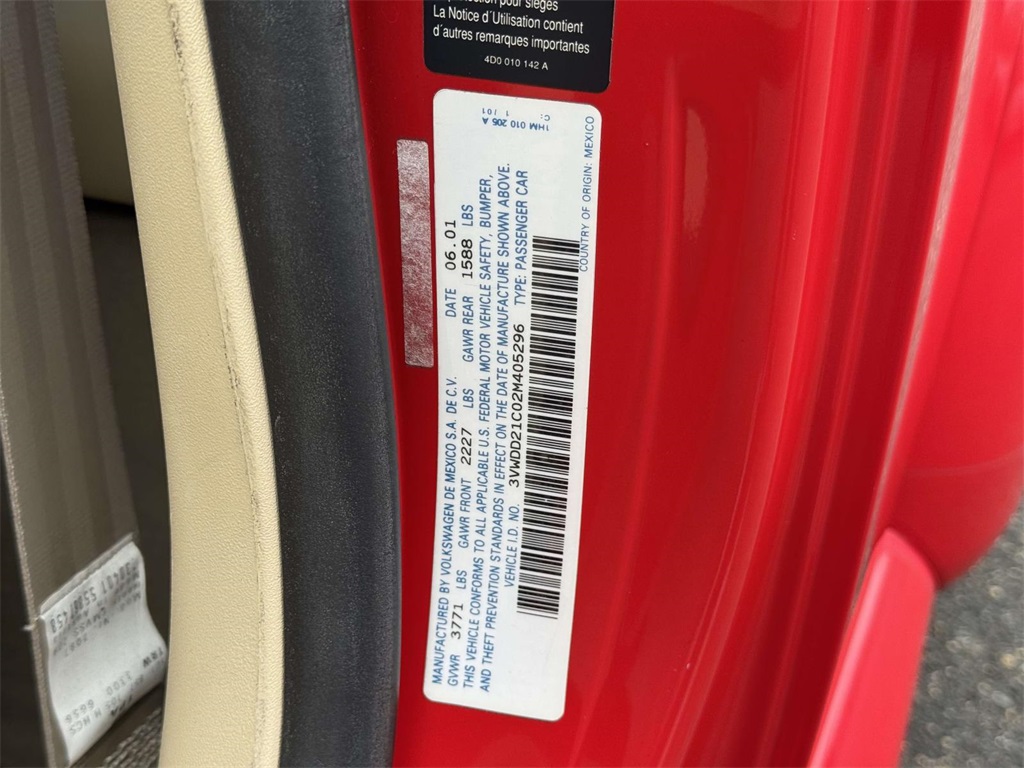 La Notice d´Utilisation contient
d´autres remarques importantes
4D0 010 142 A
1HM 010 205 A
C: 1 / 01
MANUFACTURED BY VOLKSWAGEN DE MEXICO S.A. DE C.V. DATE 06.01
GVWR 3771 LBS GAWR FRONT 2227 LBS GAWR REAR 1588 LBS
THIS VEHICLE CONFORMS TO ALL APPLICABLE U.S. FEDERAL MOTOR VEHICLE SAFETY, BUMPER,
AND THEFT PREVENTION STANDARDS IN EFFECT ON THE DATE OF MANUFACTURE SHOWN ABOVE.
VEHICLE I.D. NO. 3VWDD21C02M405296 TYPE: PASSENGER CAR
COUNTRY OF ORIGIN: MEXICO
TRW